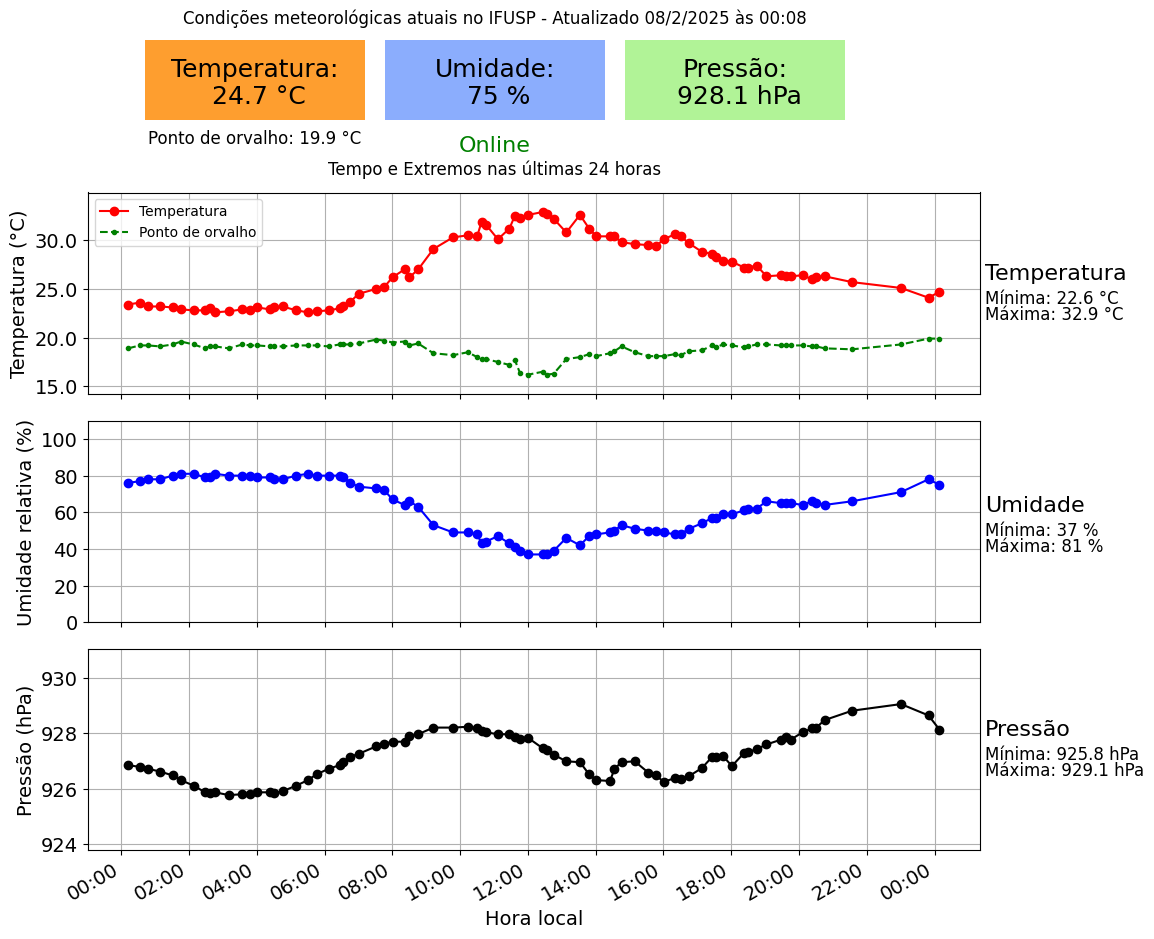 Condições meteorológicas atuais no IFUSP - Atualizado 08/2/2025 às 00:08
Temperatura:
24.7 °C
Umidade:
75 %
Pressão:
928.1 hPa
Ponto de orvalho: 19.9 °C
Online
Tempo e Extremos nas últimas 24 horas
Temperatura
Ponto de orvalho
Temperatura (°C)
30.0
25.0
20.0
15.0
Temperatura
Mínima: 22.6 °C
Máxima: 32.9 °C
Umidade relativa (%)
100
80
60
40
20
0
Umidade
Mínima: 37 %
Máxima: 81 %
Pressão (hPa)
930
928
926
924
Pressão
Mínima: 925.8 hPa
Máxima: 929.1 hPa
00:00 02:00 04:00 06:00 08:00 10:00 12:00 14:00 16:00 18:00 20:00 22:00 00:00
Hora local